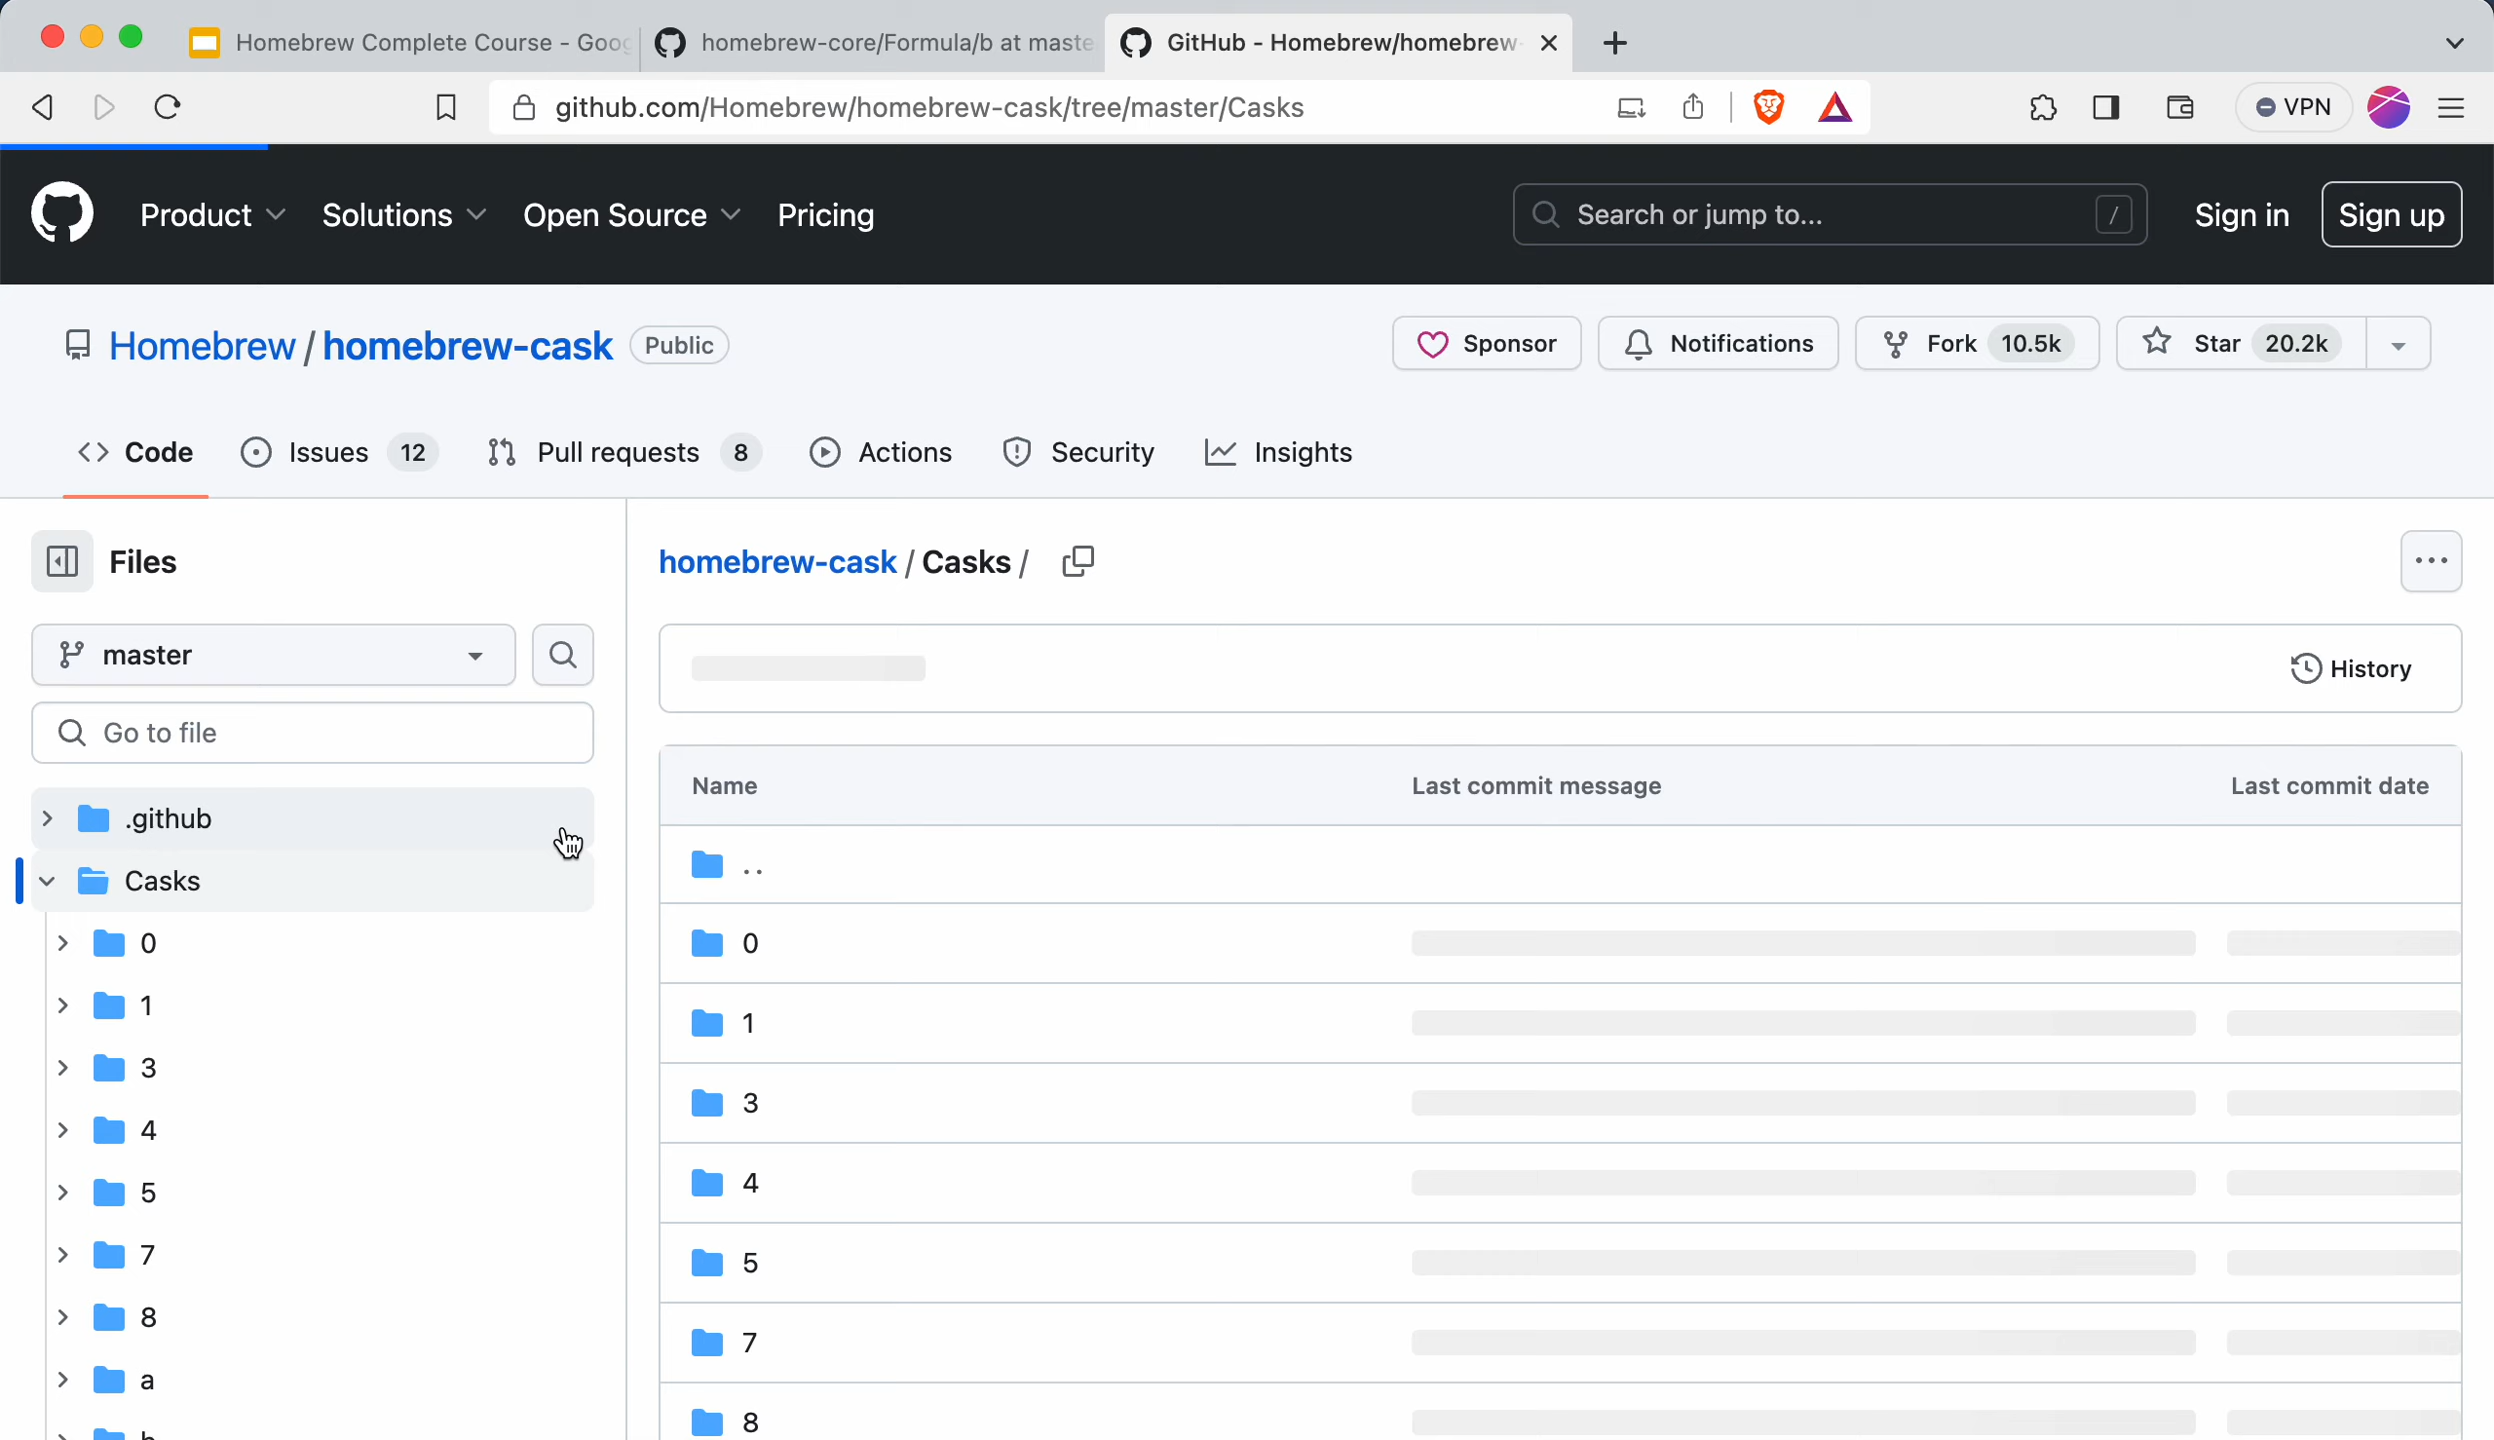 Homebrew Complete Course - Goog
homebrew-core/Formula/b at maste
GitHub - Homebrew/homebrew-
github.com/Homebrew/homebrew-cask/tree/master/Casks
VPN
Product
Solutions
Open Source
Pricing
Search or jump to...
/
Sign in
Sign up
Homebrew / homebrew-cask
Public
Sponsor
Notifications
Fork 10.5k
Star 20.2k
Code
Issues 12
Pull requests 8
Actions
Security
Insights
Files
master
Go to file
.github
Casks
0
1
3
4
5
7
8
a
homebrew-cask / Casks /
History
Name
Last commit message
Last commit date
..
0
1
3
4
5
7
8